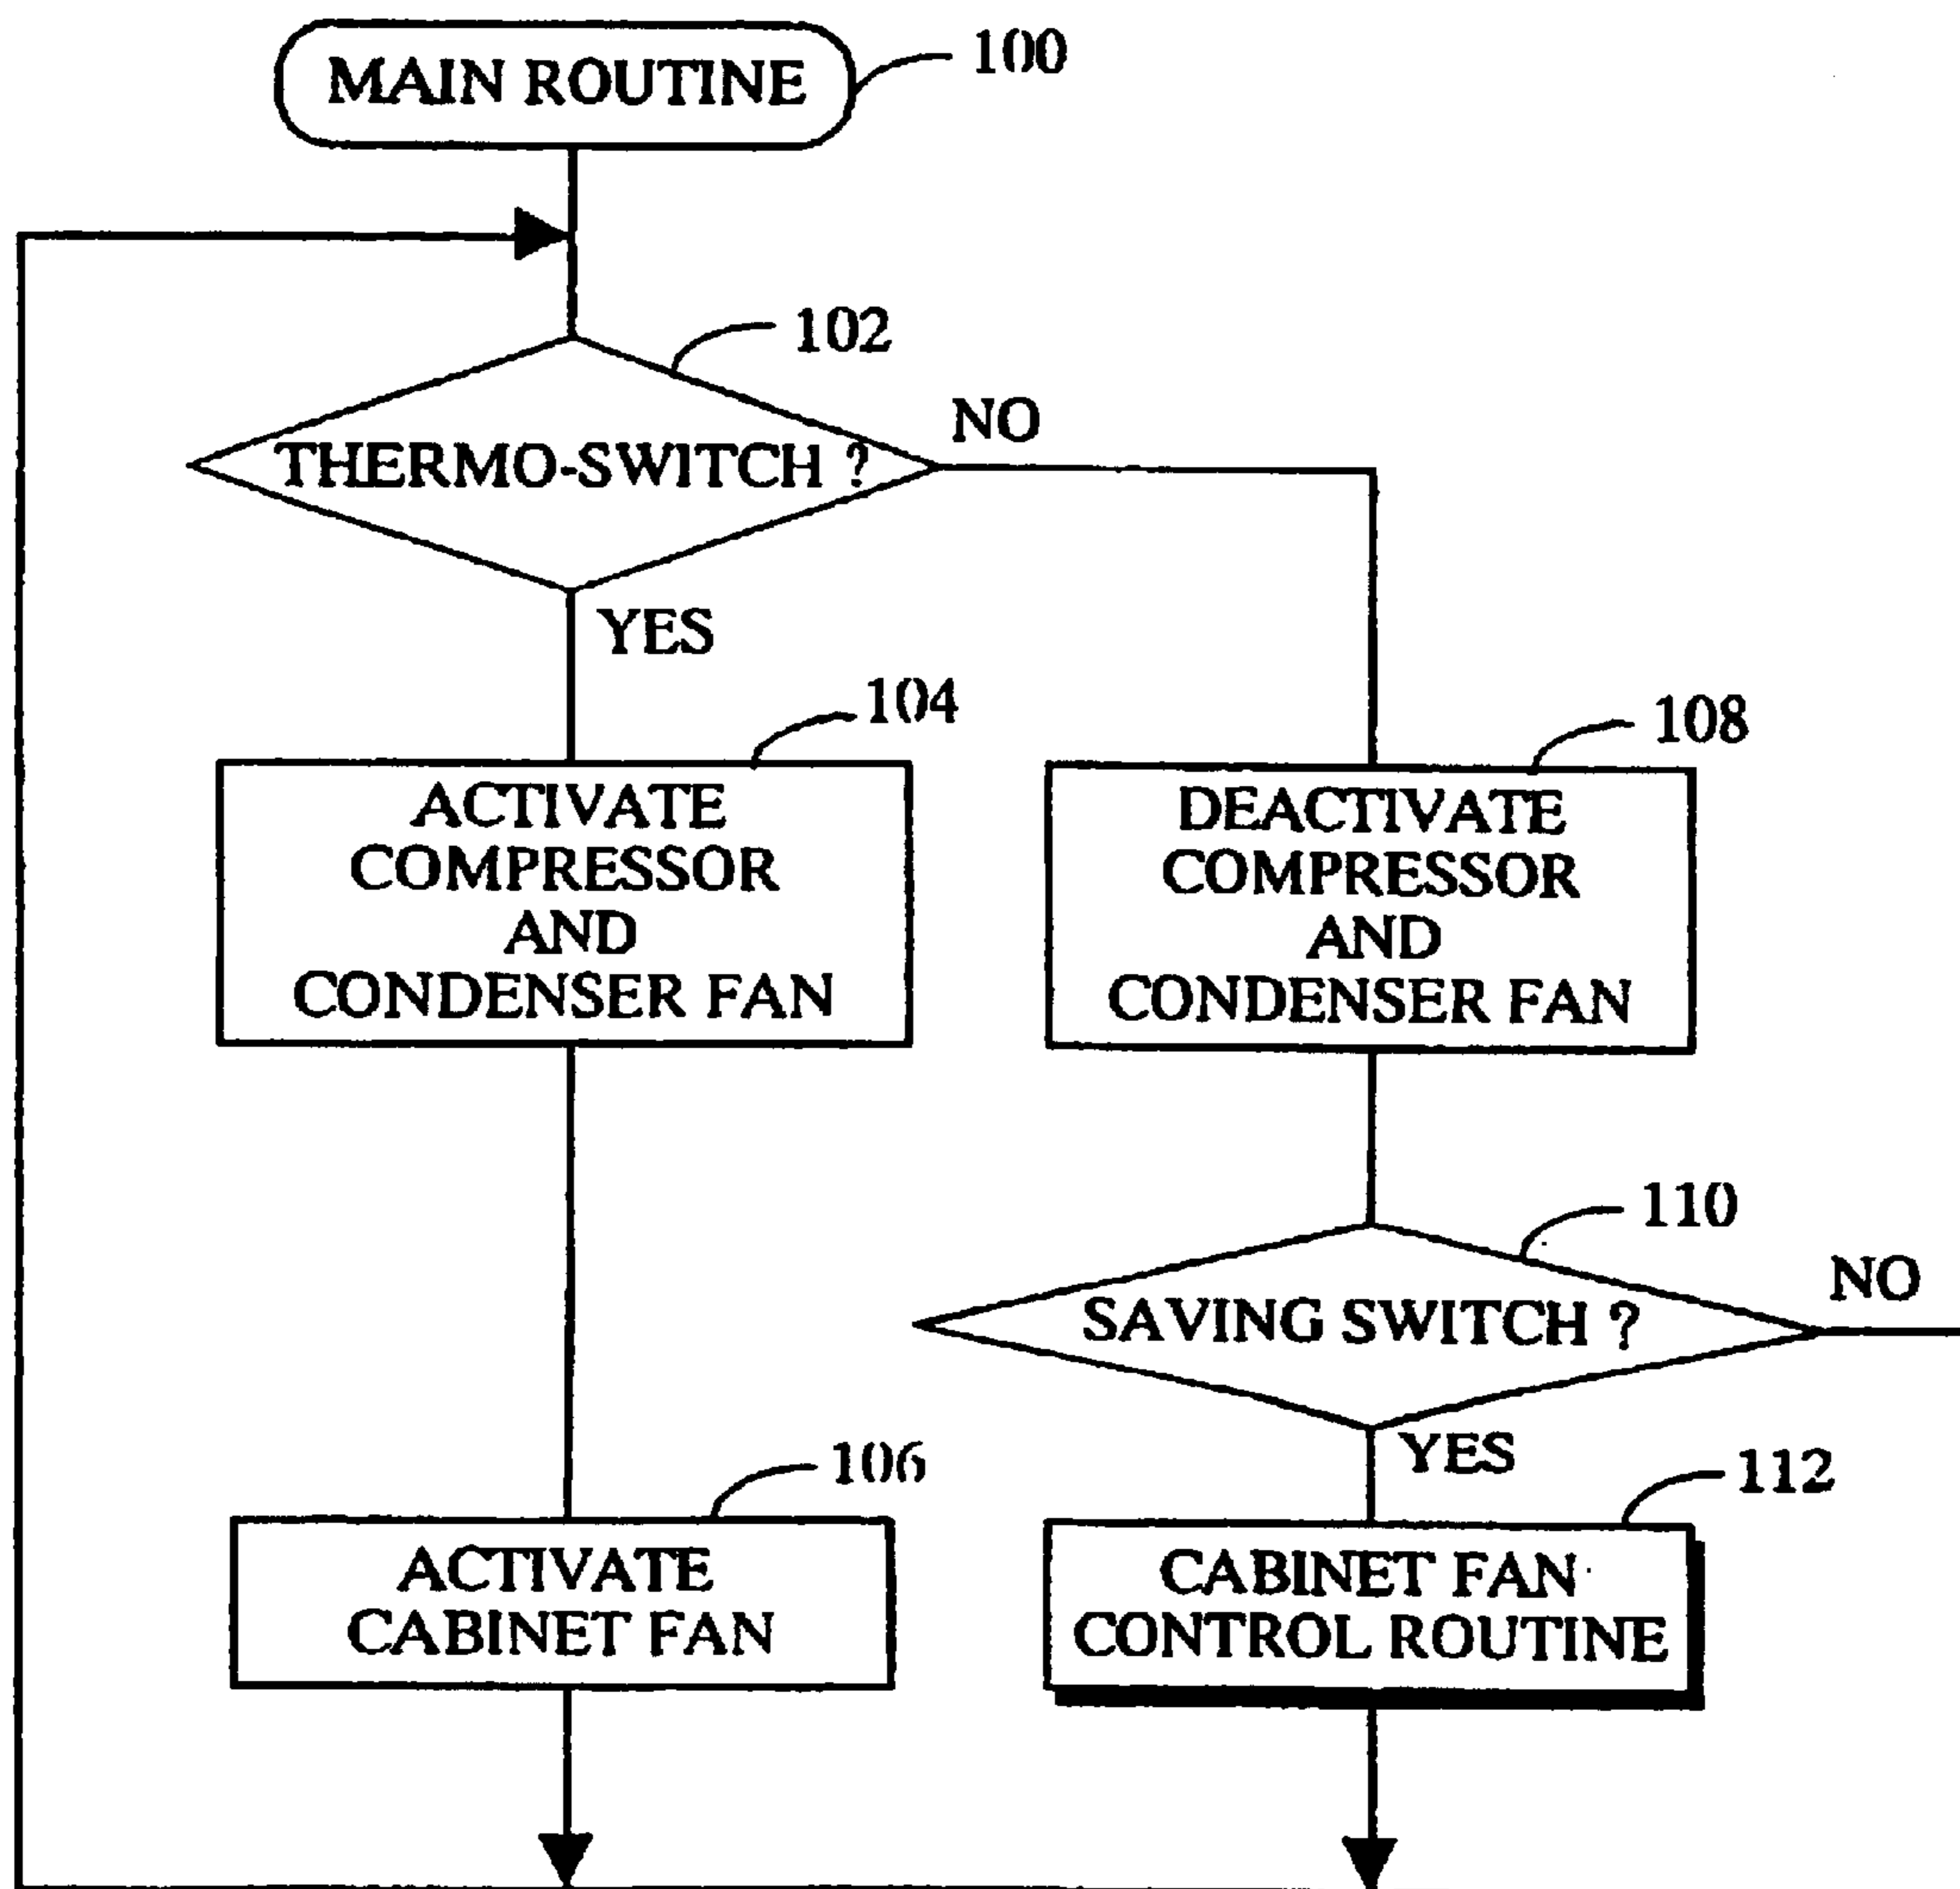 MAIN ROUTINE
100
102
THERMO-SWITCH ?
NO
YES
104
ACTIVATE
COMPRESSOR
AND
CONDENSER FAN
108
DEACTIVATE
COMPRESSOR
AND
CONDENSER FAN
110
SAVING SWITCH ?
NO
YES
106
ACTIVATE
CABINET FAN
112
CABINET FAN
CONTROL ROUTINE